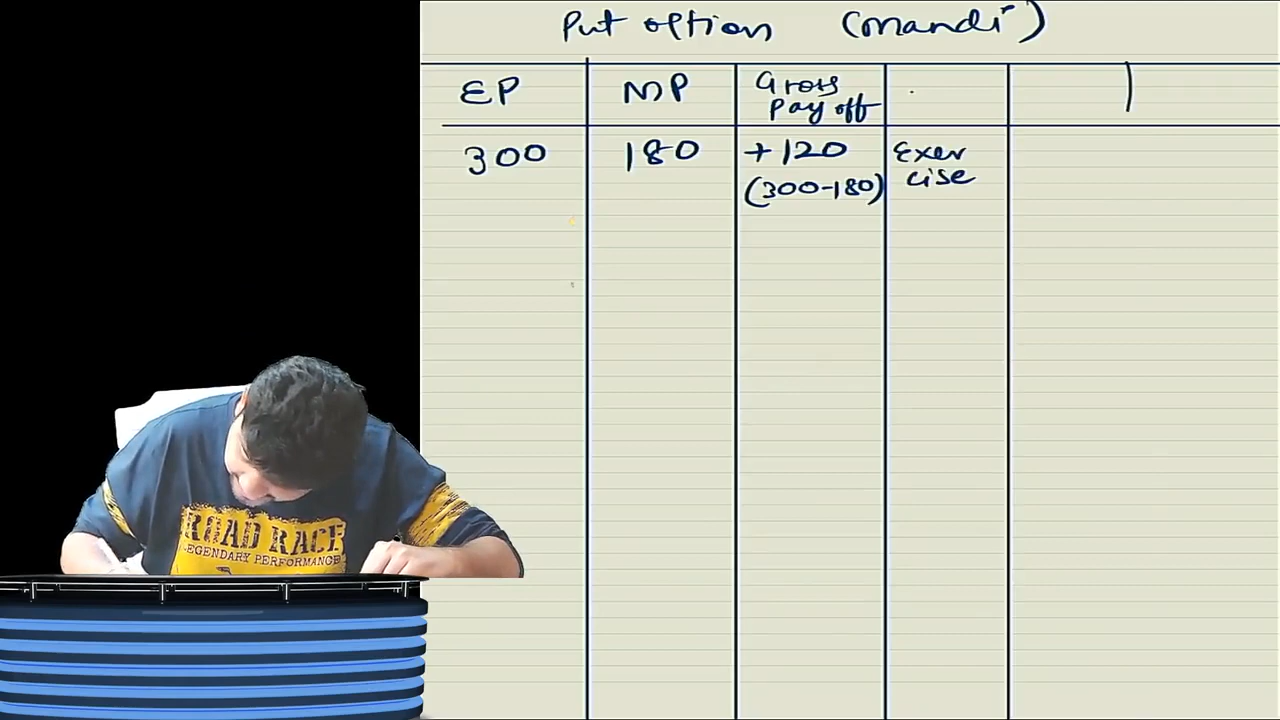 Put option (mandi)
EP MP Gross Pay off
300 180 +120 (300-180) Exer cise
ROAD RACE
LEGENDARY PERFORMANCE